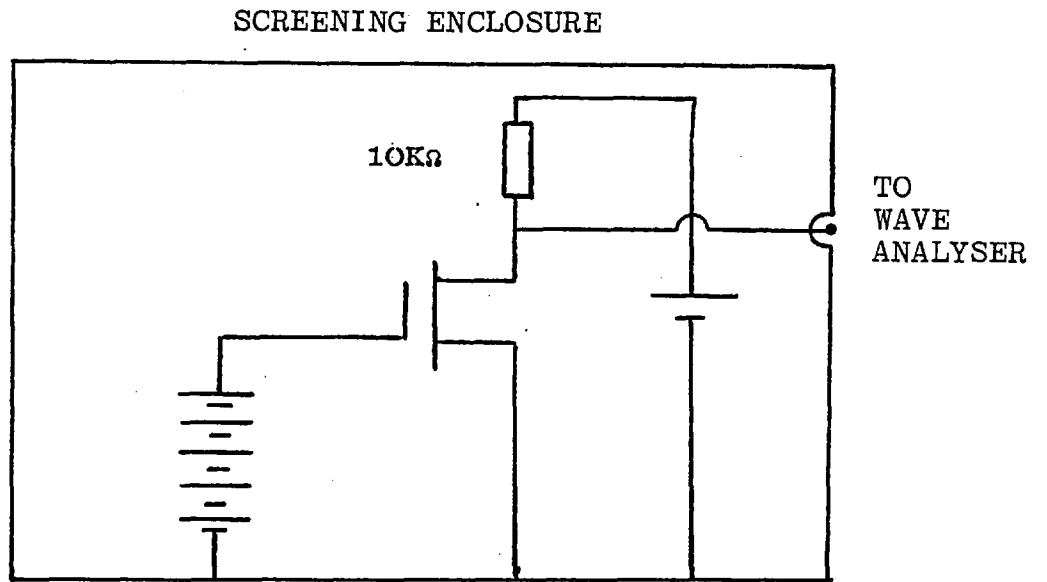 SCREENING ENCLOSURE
10KΩ
TO
WAVE
ANALYSER